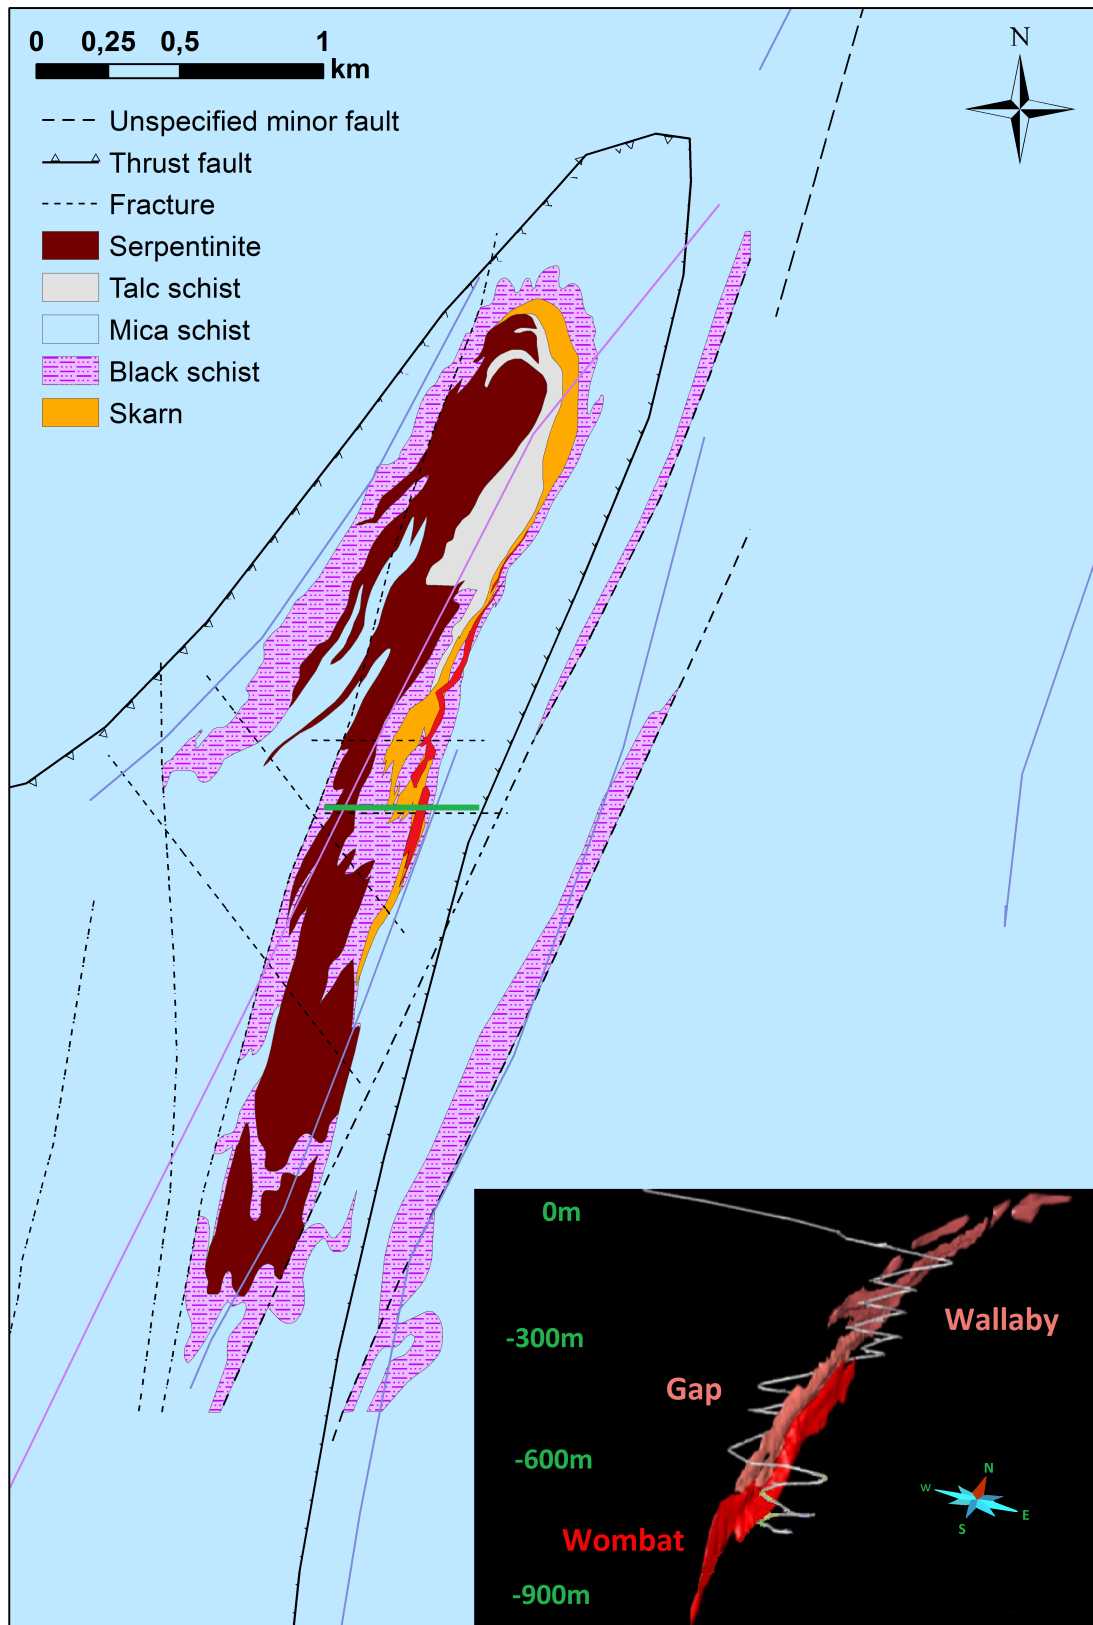 0 0,25 0,5 1
km
N
Unspecified minor fault
Thrust fault
Fracture
Serpentinite
Talc schist
Mica schist
Black schist
Skarn
0m
Wallaby
-300m
Gap
-600m
N
W
E
S
Wombat
-900m